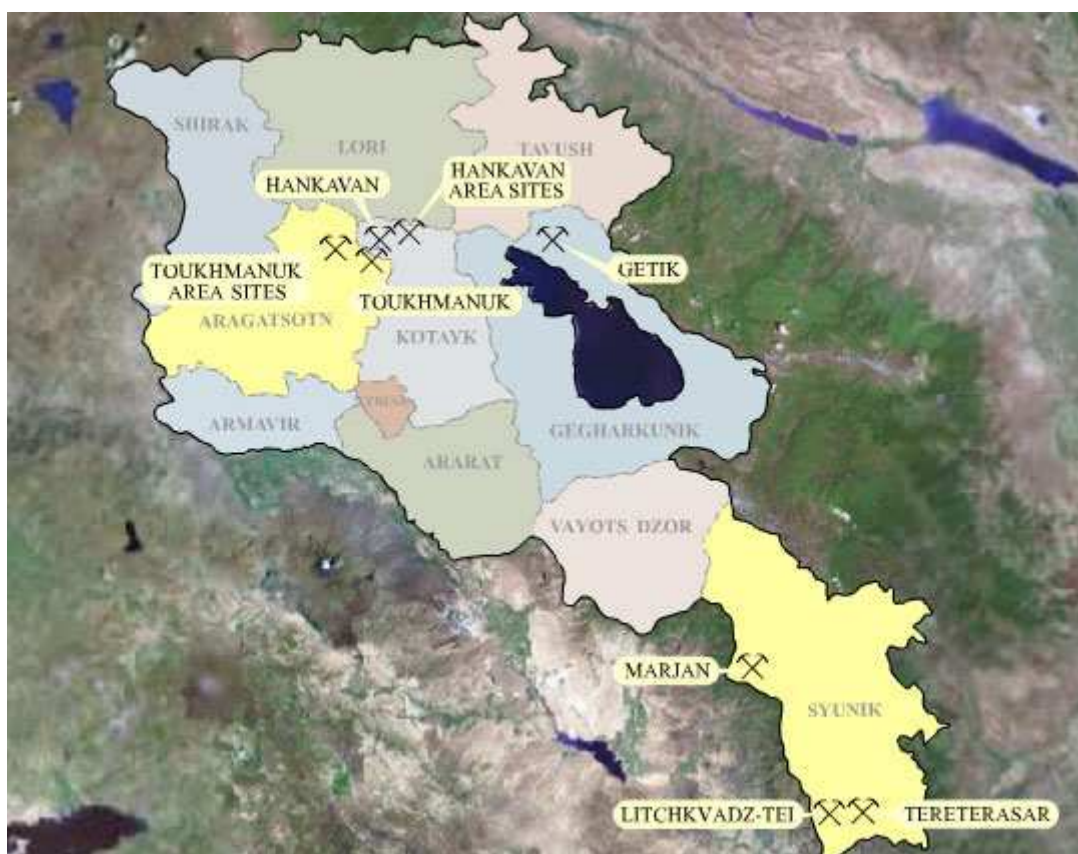 SHIRAK
LORI
TAVUSH
HANKAVAN
HANKAVAN
AREA SITES
TOUKHMANUK
AREA SITES
GETIK
TOUKHMANUK
ARAGATSOTN
KOTAYK
ARMAVIR
GEGHARKUNIK
ARARAT
VAYOTS DZOR
MARJAN
SYUNIK
LITCHKVADZ-TEI
TERETERASAR